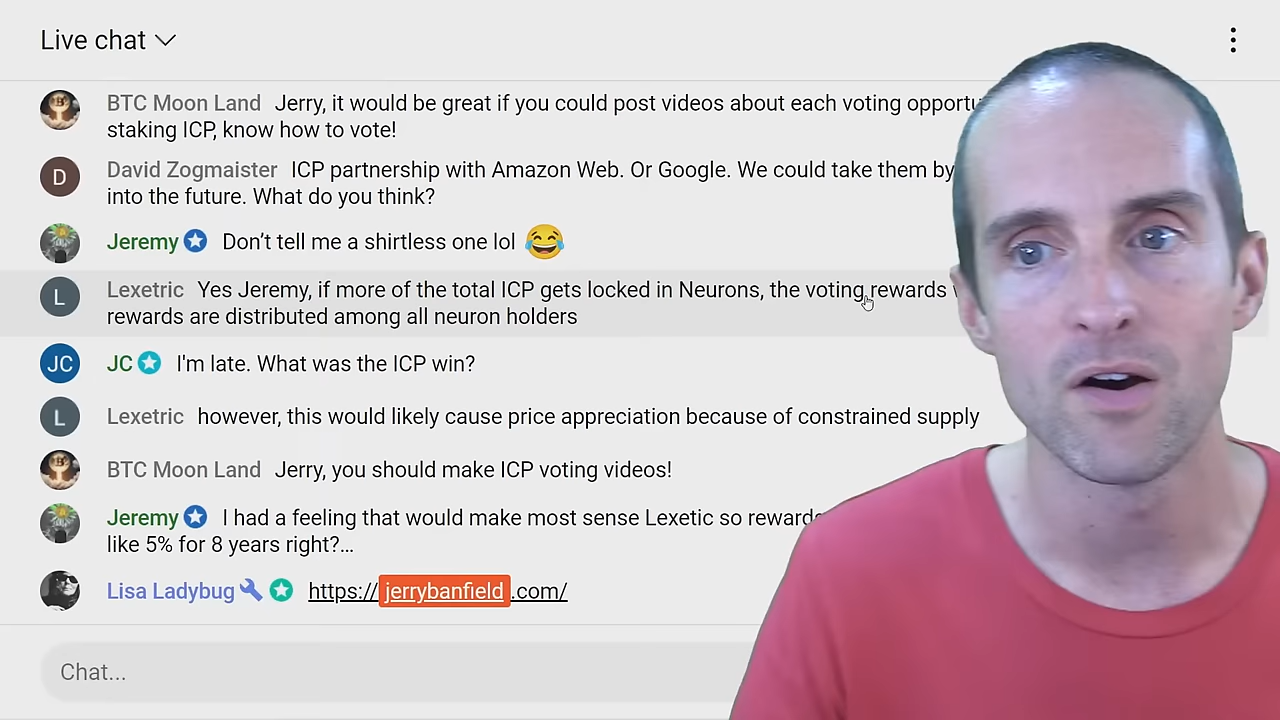 Live chat
BTC Moon Land Jerry, it would be great if you could post videos about each voting
staking ICP, know how to vote!
D David Zogmaister ICP partnership with Amazon Web. Or Google. We could take them by
into the future. What do you think?
Jeremy Don’t tell me a shirtless one lol 😂
L Lexetric Yes Jeremy, if more of the total ICP gets locked in Neurons, the voting rewards
rewards are distributed among all neuron holders
JC JC I'm late. What was the ICP win?
L Lexetric however, this would likely cause price appreciation because of constrained supply
BTC Moon Land Jerry, you should make ICP voting videos!
Jeremy I had a feeling that would make most sense Lexetic so rewards
like 5% for 8 years right?...
Lisa Ladybug https://jerrybanfield.com/
Chat...